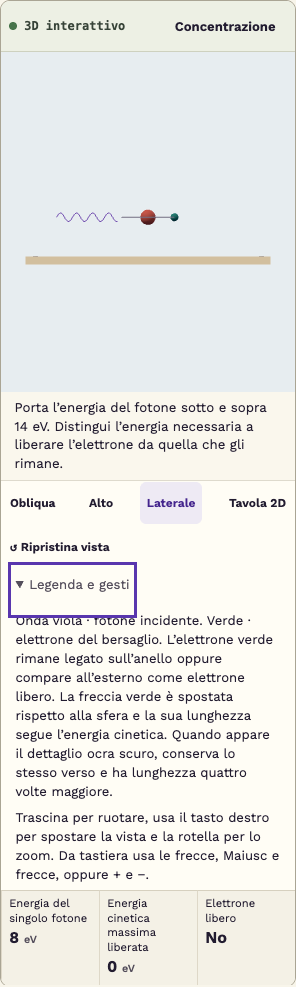 3D interattivo
Concentrazione
Porta l’energia del fotone sotto e sopra
14 eV. Distingui l’energia necessaria a
liberare l’elettrone da quella che gli
rimane.
Obliqua
Alto
Laterale
Tavola 2D
↺ Ripristina vista
▼ Legenda e gesti
Onda viola · fotone incidente. Verde ·
elettrone del bersaglio. L’elettrone verde
rimane legato sull’anello oppure
compare all’esterno come elettrone
libero. La freccia verde è spostata
rispetto alla sfera e la sua lunghezza
segue l’energia cinetica. Quando appare
il dettaglio ocra scuro, conserva lo
stesso verso e ha lunghezza quattro
volte maggiore.
Trascina per ruotare, usa il tasto destro
per spostare la vista e la rotella per lo
zoom. Da tastiera usa le frecce, Maiusc e
frecce, oppure + e −.
Energia del
singolo fotone
8 eV
Energia
cinetica
massima
liberata
0 eV
Elettrone
libero
No